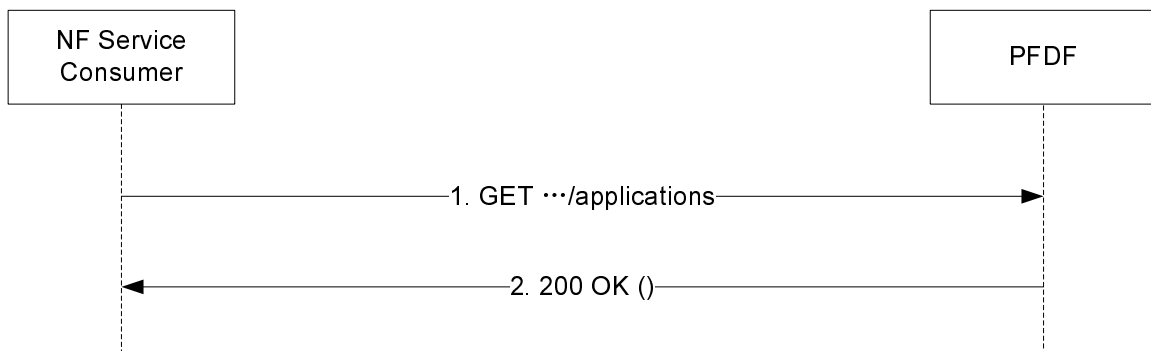 NF Service
Consumer
PFDF
1. GET ⋯/applications
2. 200 OK ()